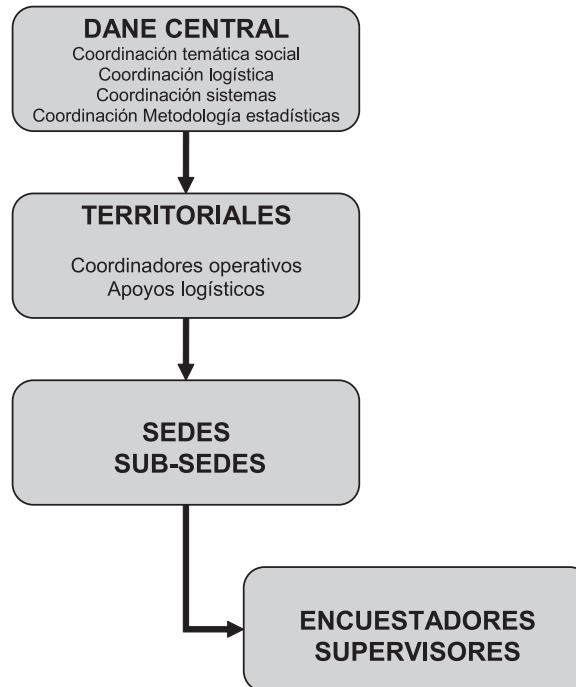 DANE CENTRAL
Coordinación temática social
Coordinación logística
Coordinación sistemas
Coordinación Metodología estadísticas
TERRITORIALES
Coordinadores operativos
Apoyos logísticos
SEDES
SUB-SEDES
ENCUESTADORES
SUPERVISORES